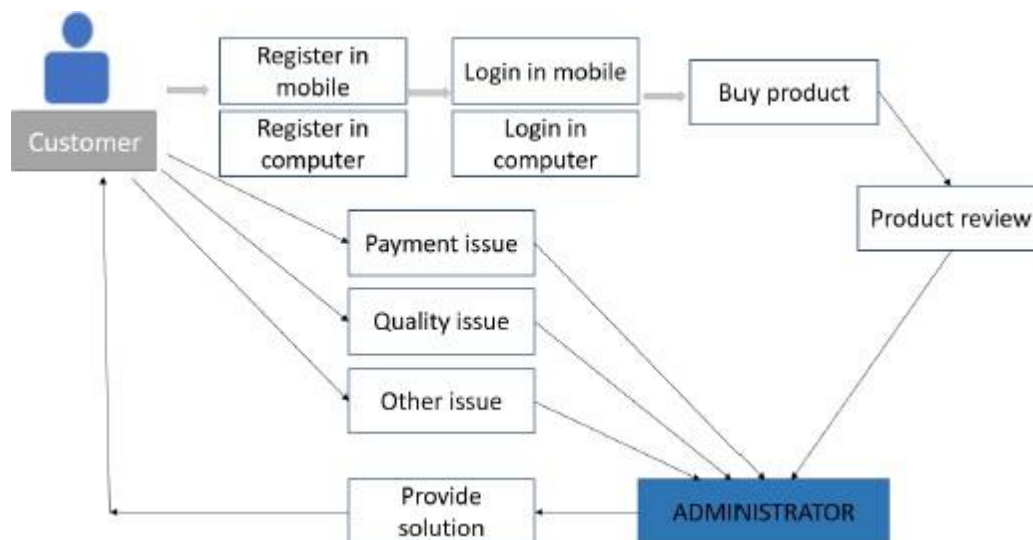 Customer
Register in
mobile
Register in
computer
Login in mobile
Login in
computer
Buy product
Product review
Payment issue
Quality issue
Other issue
Provide
solution
ADMINISTRATOR